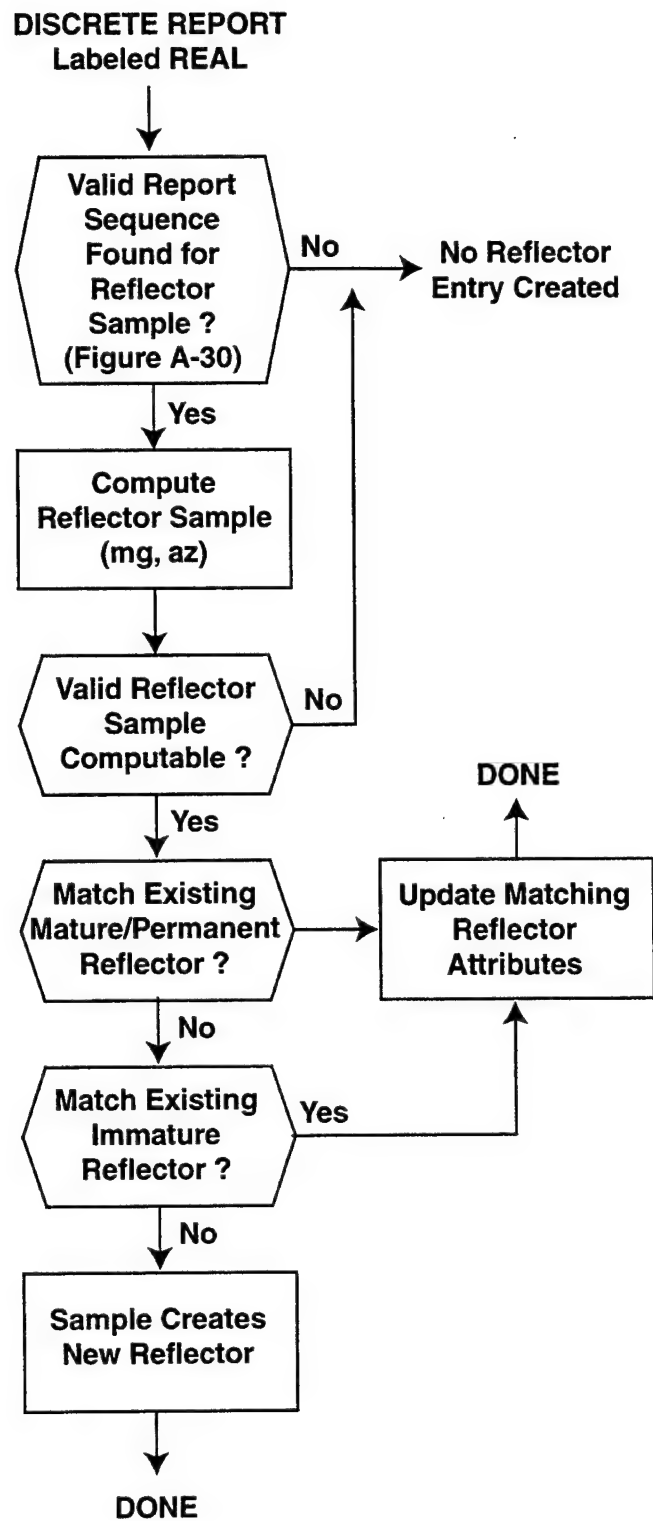 DISCRETE REPORT
Labeled REAL
Valid Report
Sequence
Found for
Reflector
Sample ?
(Figure A-30)
No
No Reflector
Entry Created
Yes
Compute
Reflector Sample
(mg, az)
Valid Reflector
Sample
Computable ?
No
Yes
DONE
Match Existing
Mature/Permanent
Reflector ?
Update Matching
Reflector
Attributes
No
Match Existing
Immature
Reflector ?
Yes
No
Sample Creates
New Reflector
DONE